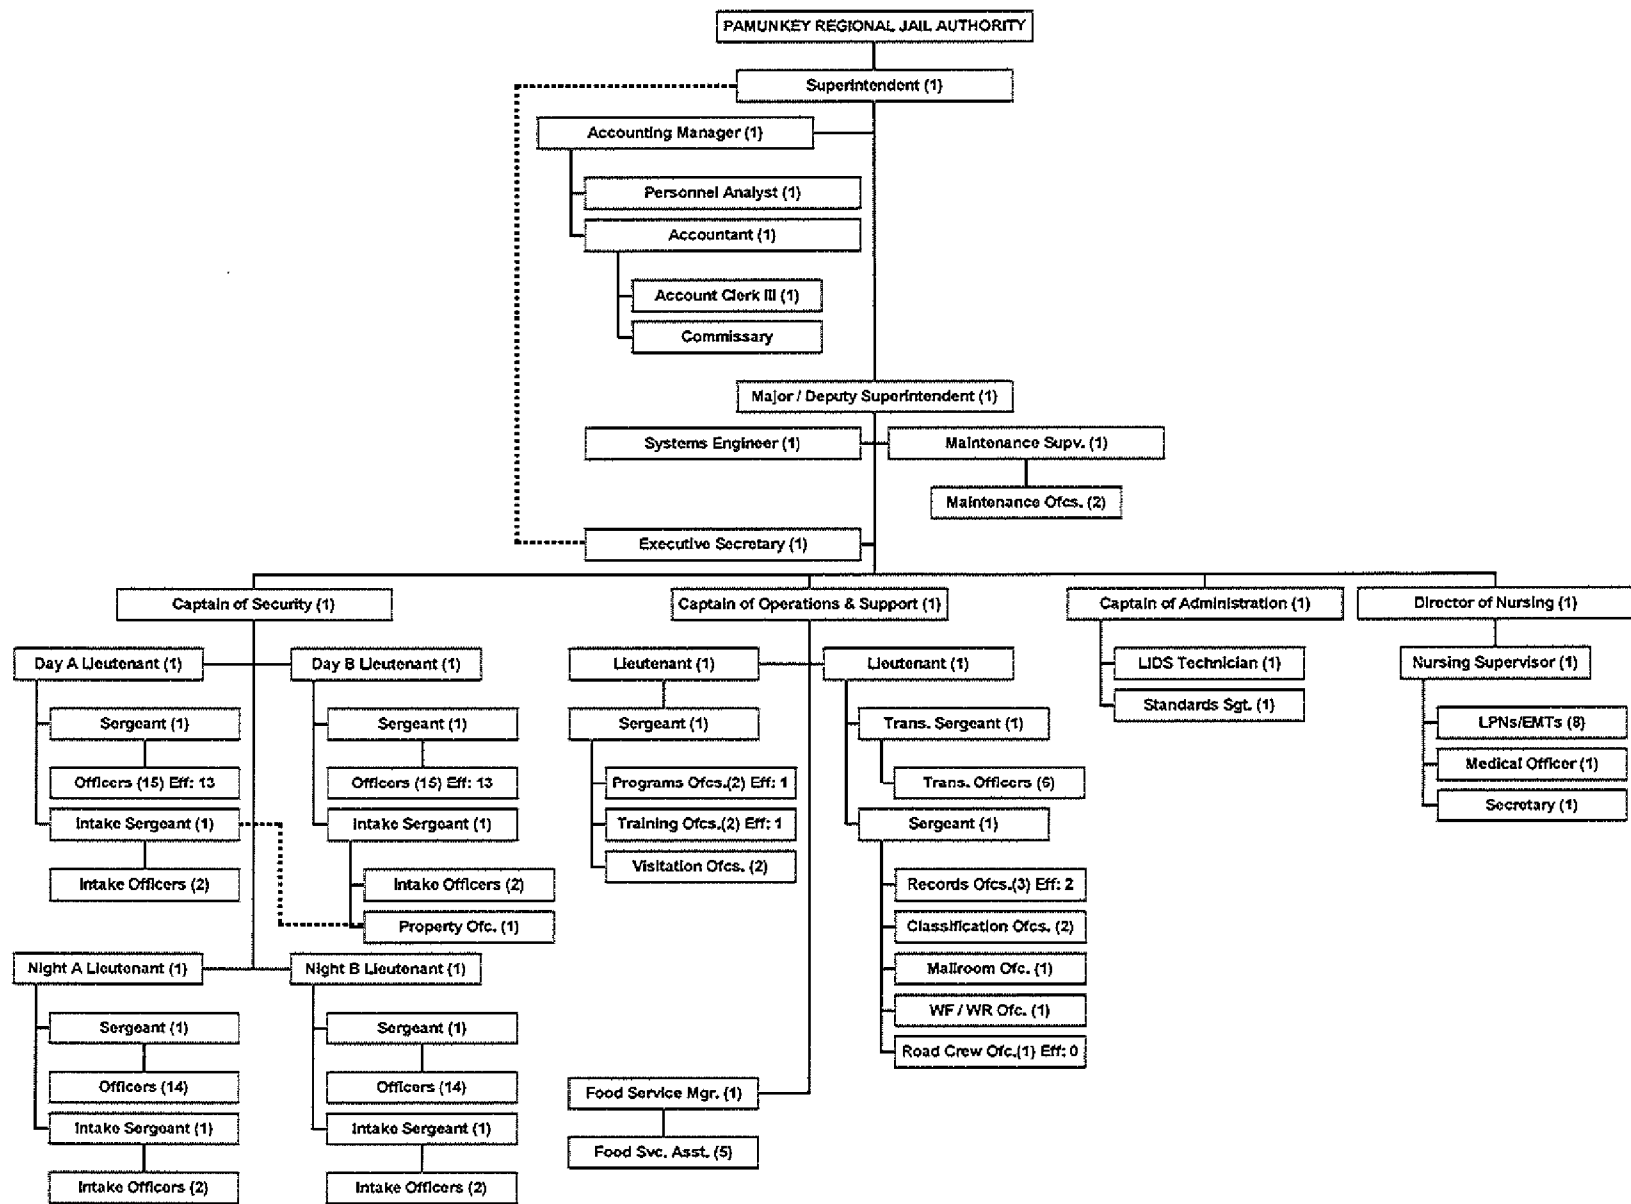 PAMUNKEY REGIONAL JAIL AUTHORITY
Superintendent (1)
Accounting Manager (1)
Personnel Analyst (1)
Accountant (1)
Account Clerk III (1)
Commissary
Major / Deputy Superintendent (1)
Systems Engineer (1)
Maintenance Supv. (1)
Maintenance Ofcs. (2)
Executive Secretary (1)
Captain of Security (1)
Day A Lieutenant (1)
Sergeant (1)
Officers (15) Eff: 13
Intake Sergeant (1)
Intake Officers (2)
Day B Lieutenant (1)
Sergeant (1)
Officers (15) Eff: 13
Intake Sergeant (1)
Intake Officers (2)
Property Ofc. (1)
Night A Lieutenant (1)
Sergeant (1)
Officers (14)
Intake Sergeant (1)
Intake Officers (2)
Night B Lieutenant (1)
Sergeant (1)
Officers (14)
Intake Sergeant (1)
Intake Officers (2)
Captain of Operations & Support (1)
Lieutenant (1)
Sergeant (1)
Programs Ofcs.(2) Eff: 1
Training Ofcs.(2) Eff: 1
Visitation Ofcs. (2)
Lieutenant (1)
Trans. Sergeant (1)
Trans. Officers (6)
Sergeant (1)
Records Ofcs.(3) Eff: 2
Classification Ofcs. (2)
Mailroom Ofc. (1)
WF / WR Ofc. (1)
Road Crew Ofc.(1) Eff: 0
Food Service Mgr. (1)
Food Svc. Asst. (5)
Captain of Administration (1)
LIDS Technician (1)
Standards Sgt. (1)
Director of Nursing (1)
Nursing Supervisor (1)
LPNs/EMTs (8)
Medical Officer (1)
Secretary (1)